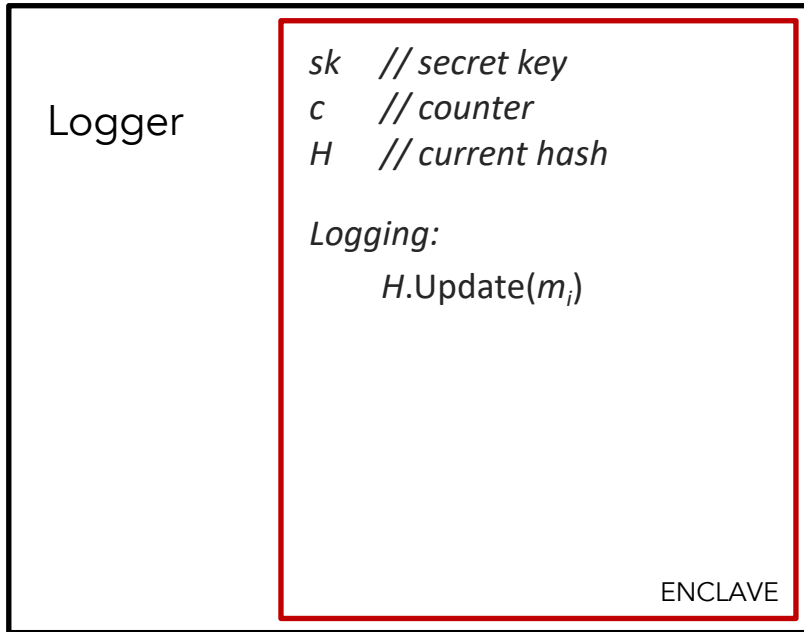 Logger
sk // secret key
c // counter
H // current hash
Logging:
H.Update(mᵢ)
ENCLAVE